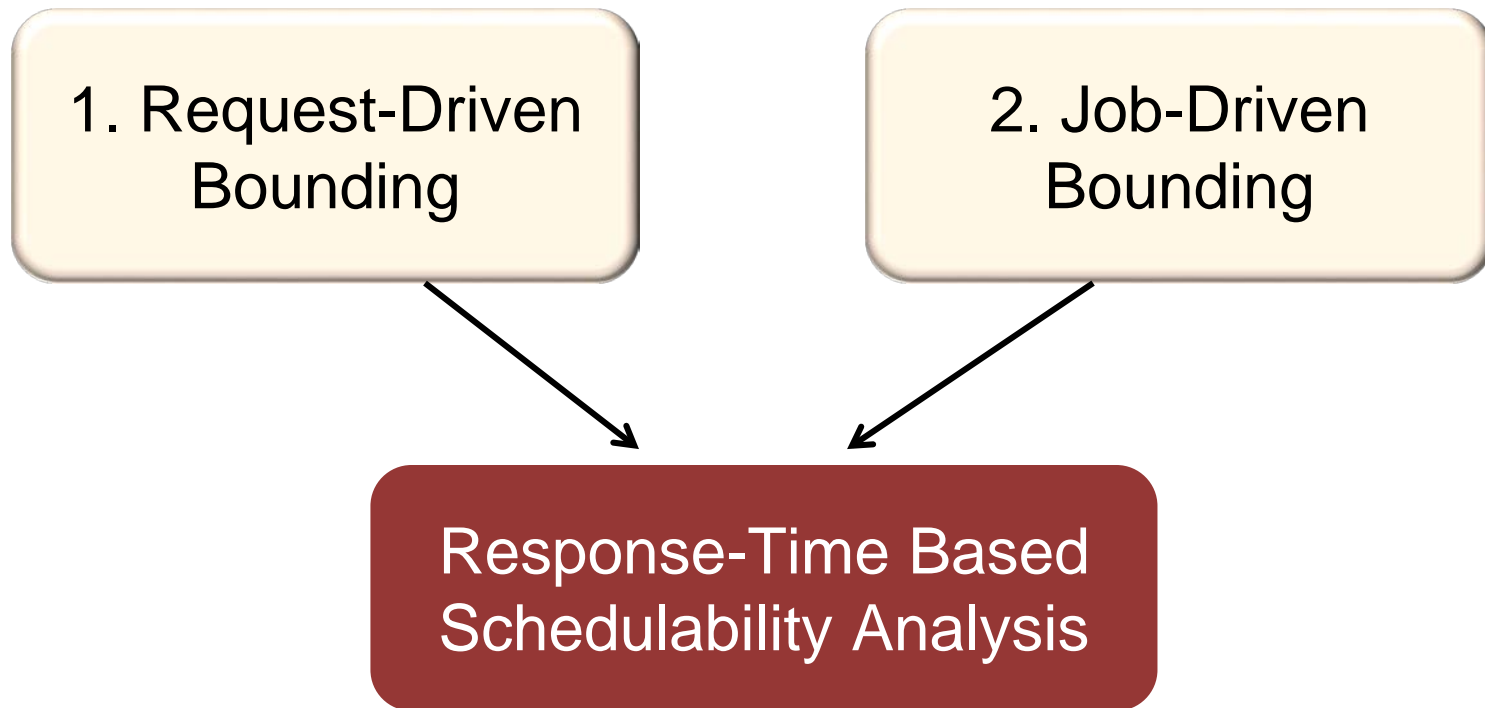 1. Request-Driven
Bounding
2. Job-Driven
Bounding
Response-Time Based
Schedulability Analysis